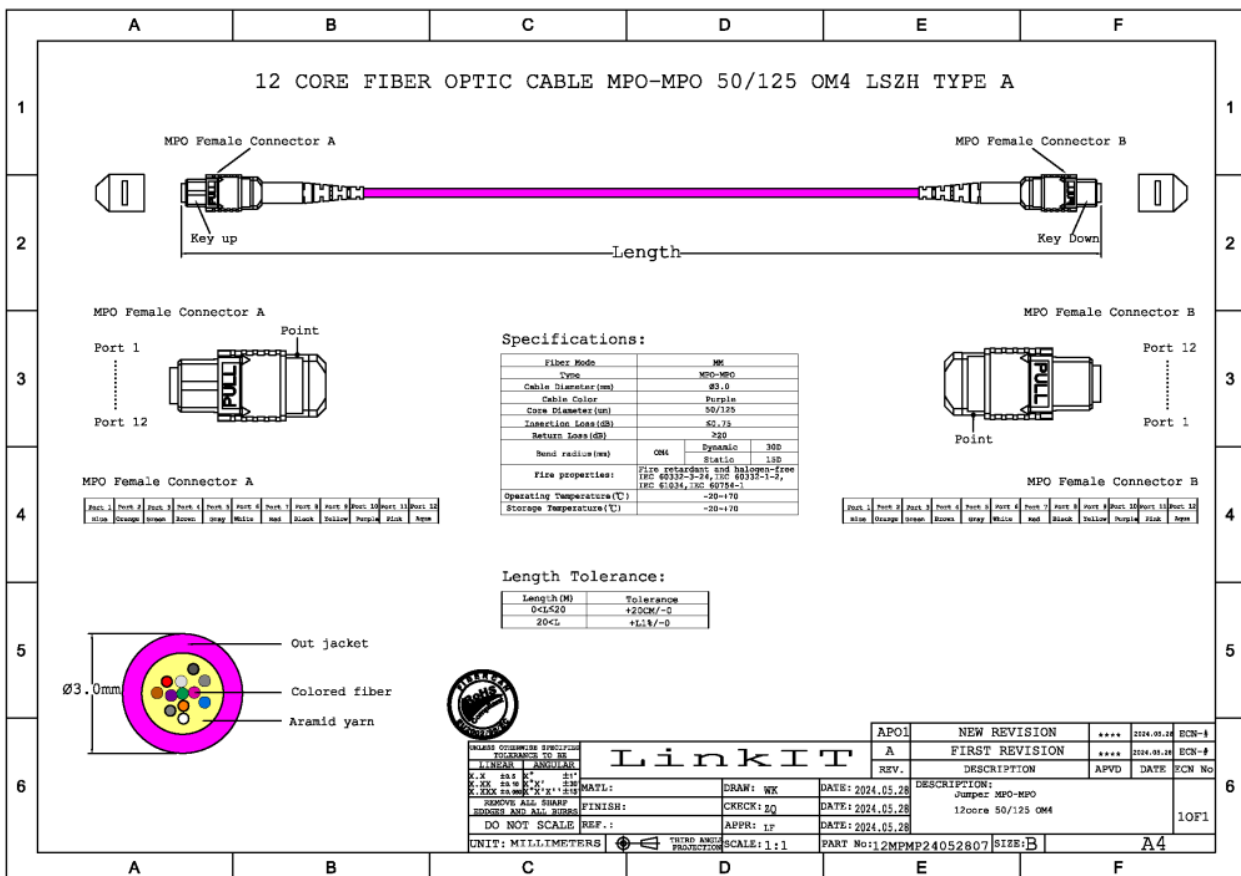 A B C D E F
12 CORE FIBER OPTIC CABLE MPO-MPO 50/125 OM4 LSZH TYPE A
1 1
MPO Female Connector A
MPO Female Connector B
PULL
PULL
2 2
Key up
Key Down
Length
MPO Female Connector A
MPO Female Connector B
Point
Port 1
Port 12
3 3
PULL
PULL
Port 12
Port 1
Point
Specifications:
Fiber Mode MM
Type MPO-MPO
Cable Diameter(mm) Ø3.0
Cable Color Purple
Core Diameter(um) 50/125
Insertion Loss(dB) ≤0.75
Return Loss(dB) ≥20
Bend radius(mm) OM4 Dynamic 30D
Static 15D
Fire properties: Fire retardant and halogen-free
IEC 60332-3-24,IEC 60332-1-2,
IEC 61034,IEC 60754-1
Operating Temperature(℃) -20~+70
Storage Temperature(℃) -20~+70
MPO Female Connector A
MPO Female Connector B
4 4
Port 1 Port 2 Port 3 Port 4 Port 5 Port 6 Port 7 Port 8 Port 9 Port 10 Port 11 Port 12
Blue Orange Green Brown Gray White Red Black Yellow Purple Pink Aqua
Port 1 Port 2 Port 3 Port 4 Port 5 Port 6 Port 7 Port 8 Port 9 Port 10 Port 11 Port 12
Blue Orange Green Brown Gray White Red Black Yellow Purple Pink Aqua
Length Tolerance:
Length(M) Tolerance
0<L≤20 +20CM/-0
20<L +L1%/-0
5 5
Out jacket
Ø3.0mm
Colored fiber
Aramid yarn
RoHS
6 6
UNLESS OTHERWISE SPECIFIED
TOLERANCE TO BE
LINEAR ANGULAR
X.X ±0.5 X° ±1°
X.XX X°X'
X.XXX X°X'X''
REMOVE ALL SHARP
EDGES AND ALL BURRS
DO NOT SCALE
UNIT: MILLIMETERS
LinkIT
MATL:
FINISH:
REF.:
THIRD ANGLE
PROJECTION
DRAW: WK
CKECK: ZQ
APPR: LF
SCALE: 1:1
DATE: 2024.05.28
DATE: 2024.05.28
DATE: 2024.05.28
AP01 NEW REVISION **** 2024.05.28 ECN-#
A FIRST REVISION **** 2024.05.28 ECN-#
REV. DESCRIPTION APVD DATE ECN No
DESCRIPTION:
Jumper MPO-MPO
12core 50/125 OM4
1OF1
PART No:12MPMP24052807 SIZE:B A4
A B C D E F